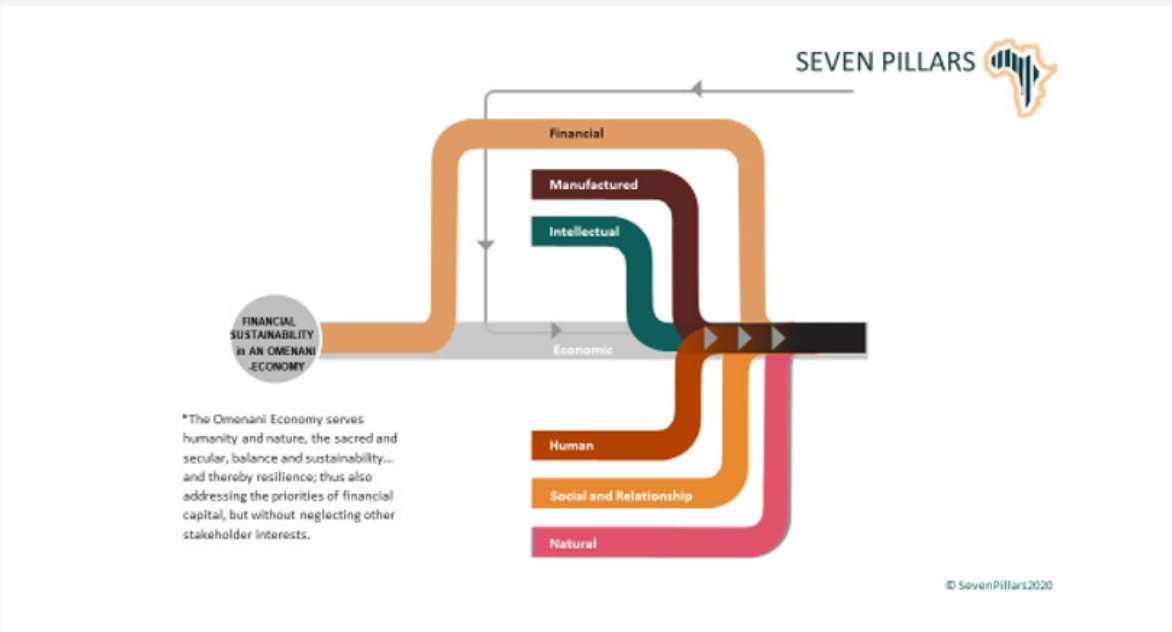 SEVEN PILLARS
Financial
Manufactured
Intellectual
FINANCIAL
SUSTAINABILITY
in AN OMENANI
-ECONOMY
Economic
*The Omenani Economy serves
humanity and nature, the sacred and
secular, balance and sustainability...
and thereby resilience; thus also
addressing the priorities of financial
capital, but without neglecting other
stakeholder interests.
Human
Social and Relationship
Natural
© SevenPillars2020